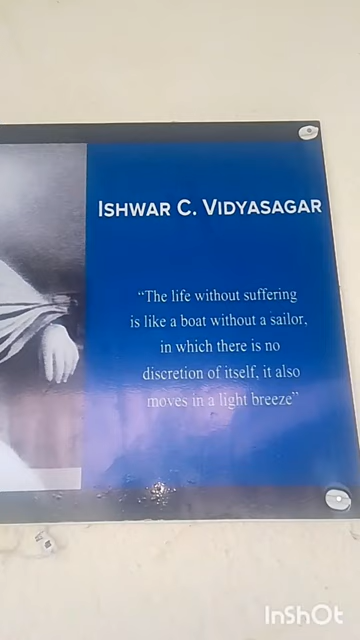 ISHWAR C. VIDYASAGAR
“The life without suffering
is like a boat without a sailor,
in which there is no
discretion of itself, it also
moves in a light breeze”
InShOt